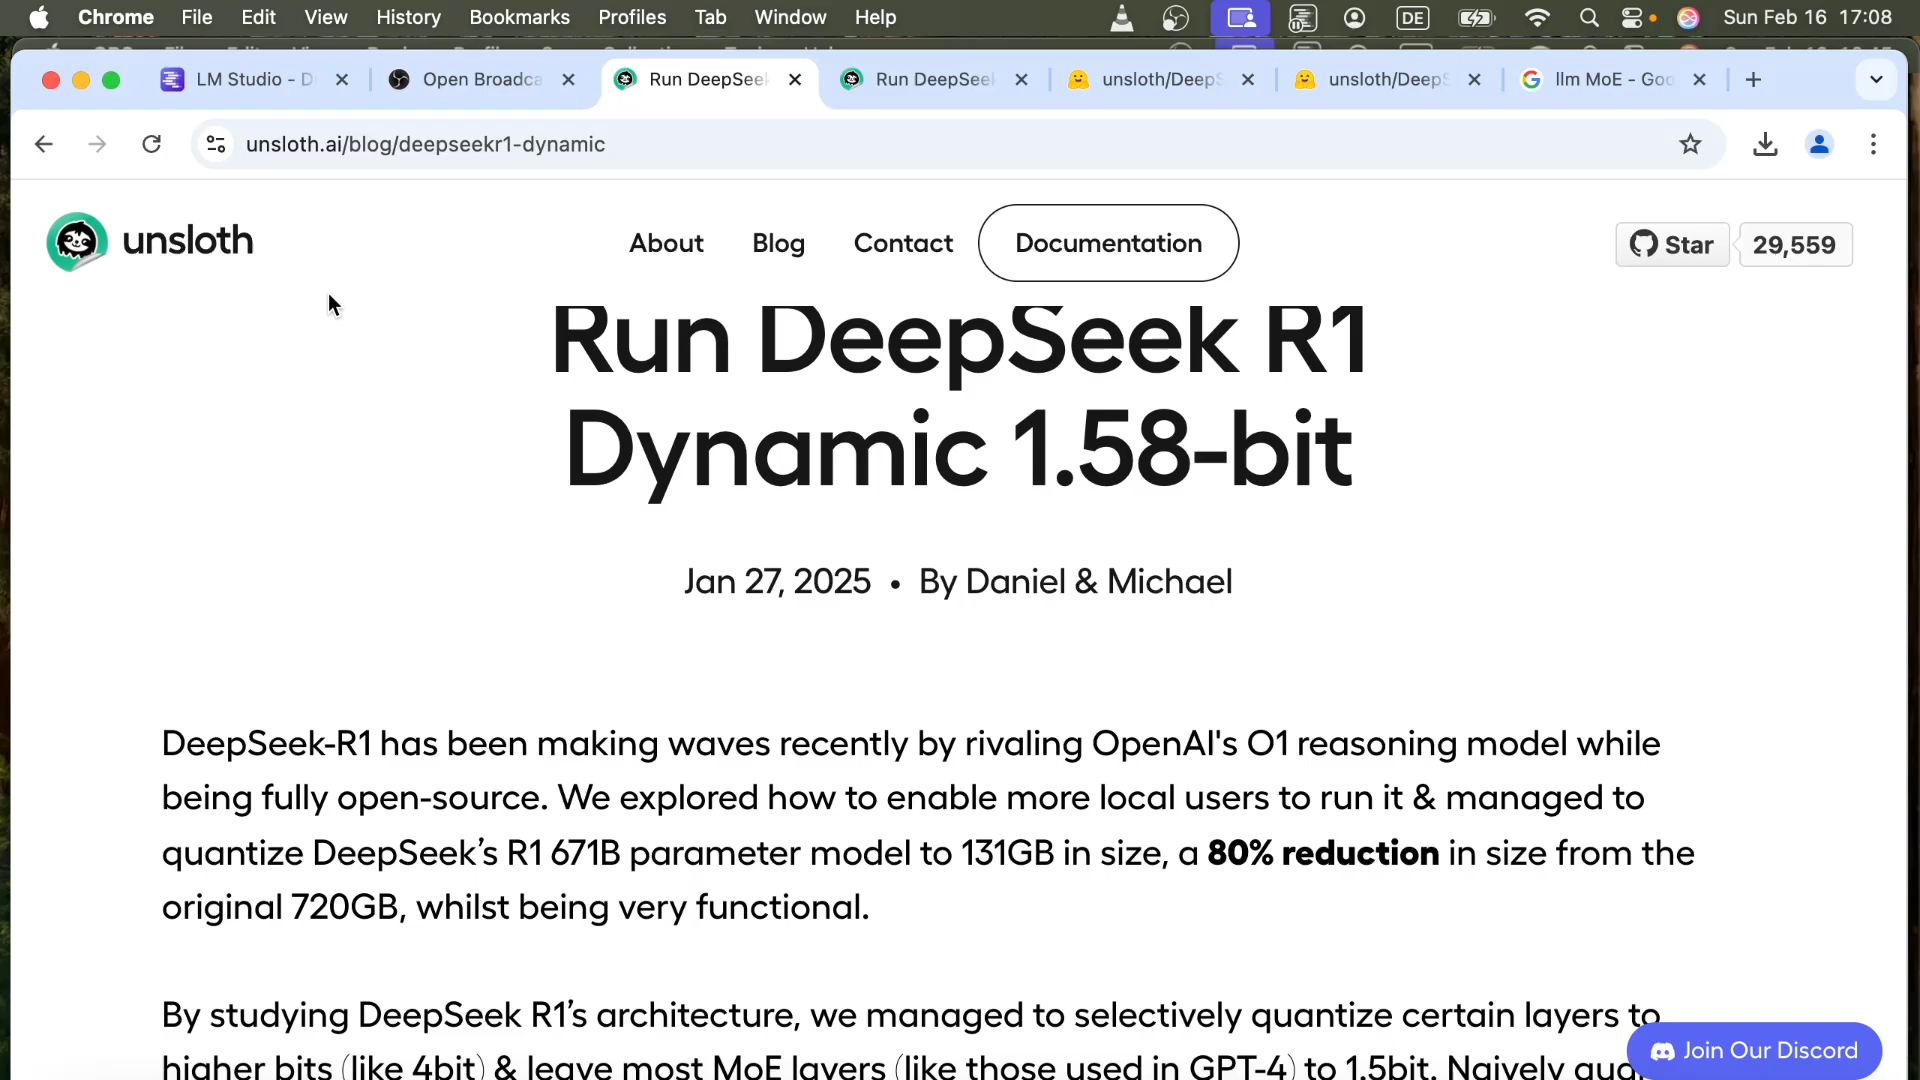 Chrome File Edit View History Bookmarks Profiles Tab Window Help DE Sun Feb 16 17:08
LM Studio - D Open Broadca Run DeepSeek Run DeepSeek unsloth/DeepS unsloth/DeepS llm MoE - Goo
unsloth.ai/blog/deepseekr1-dynamic
unsloth About Blog Contact Documentation Star 29,559
Run DeepSeek R1
Dynamic 1.58-bit
Jan 27, 2025 • By Daniel & Michael
DeepSeek-R1 has been making waves recently by rivaling OpenAI's O1 reasoning model while
being fully open-source. We explored how to enable more local users to run it & managed to
quantize DeepSeek’s R1 671B parameter model to 131GB in size, a 80% reduction in size from the
original 720GB, whilst being very functional.
By studying DeepSeek R1’s architecture, we managed to selectively quantize certain layers to
higher bits (like 4bit) & leave most MoE layers (like those used in GPT-4) to 1.5bit. Naively
Join Our Discord